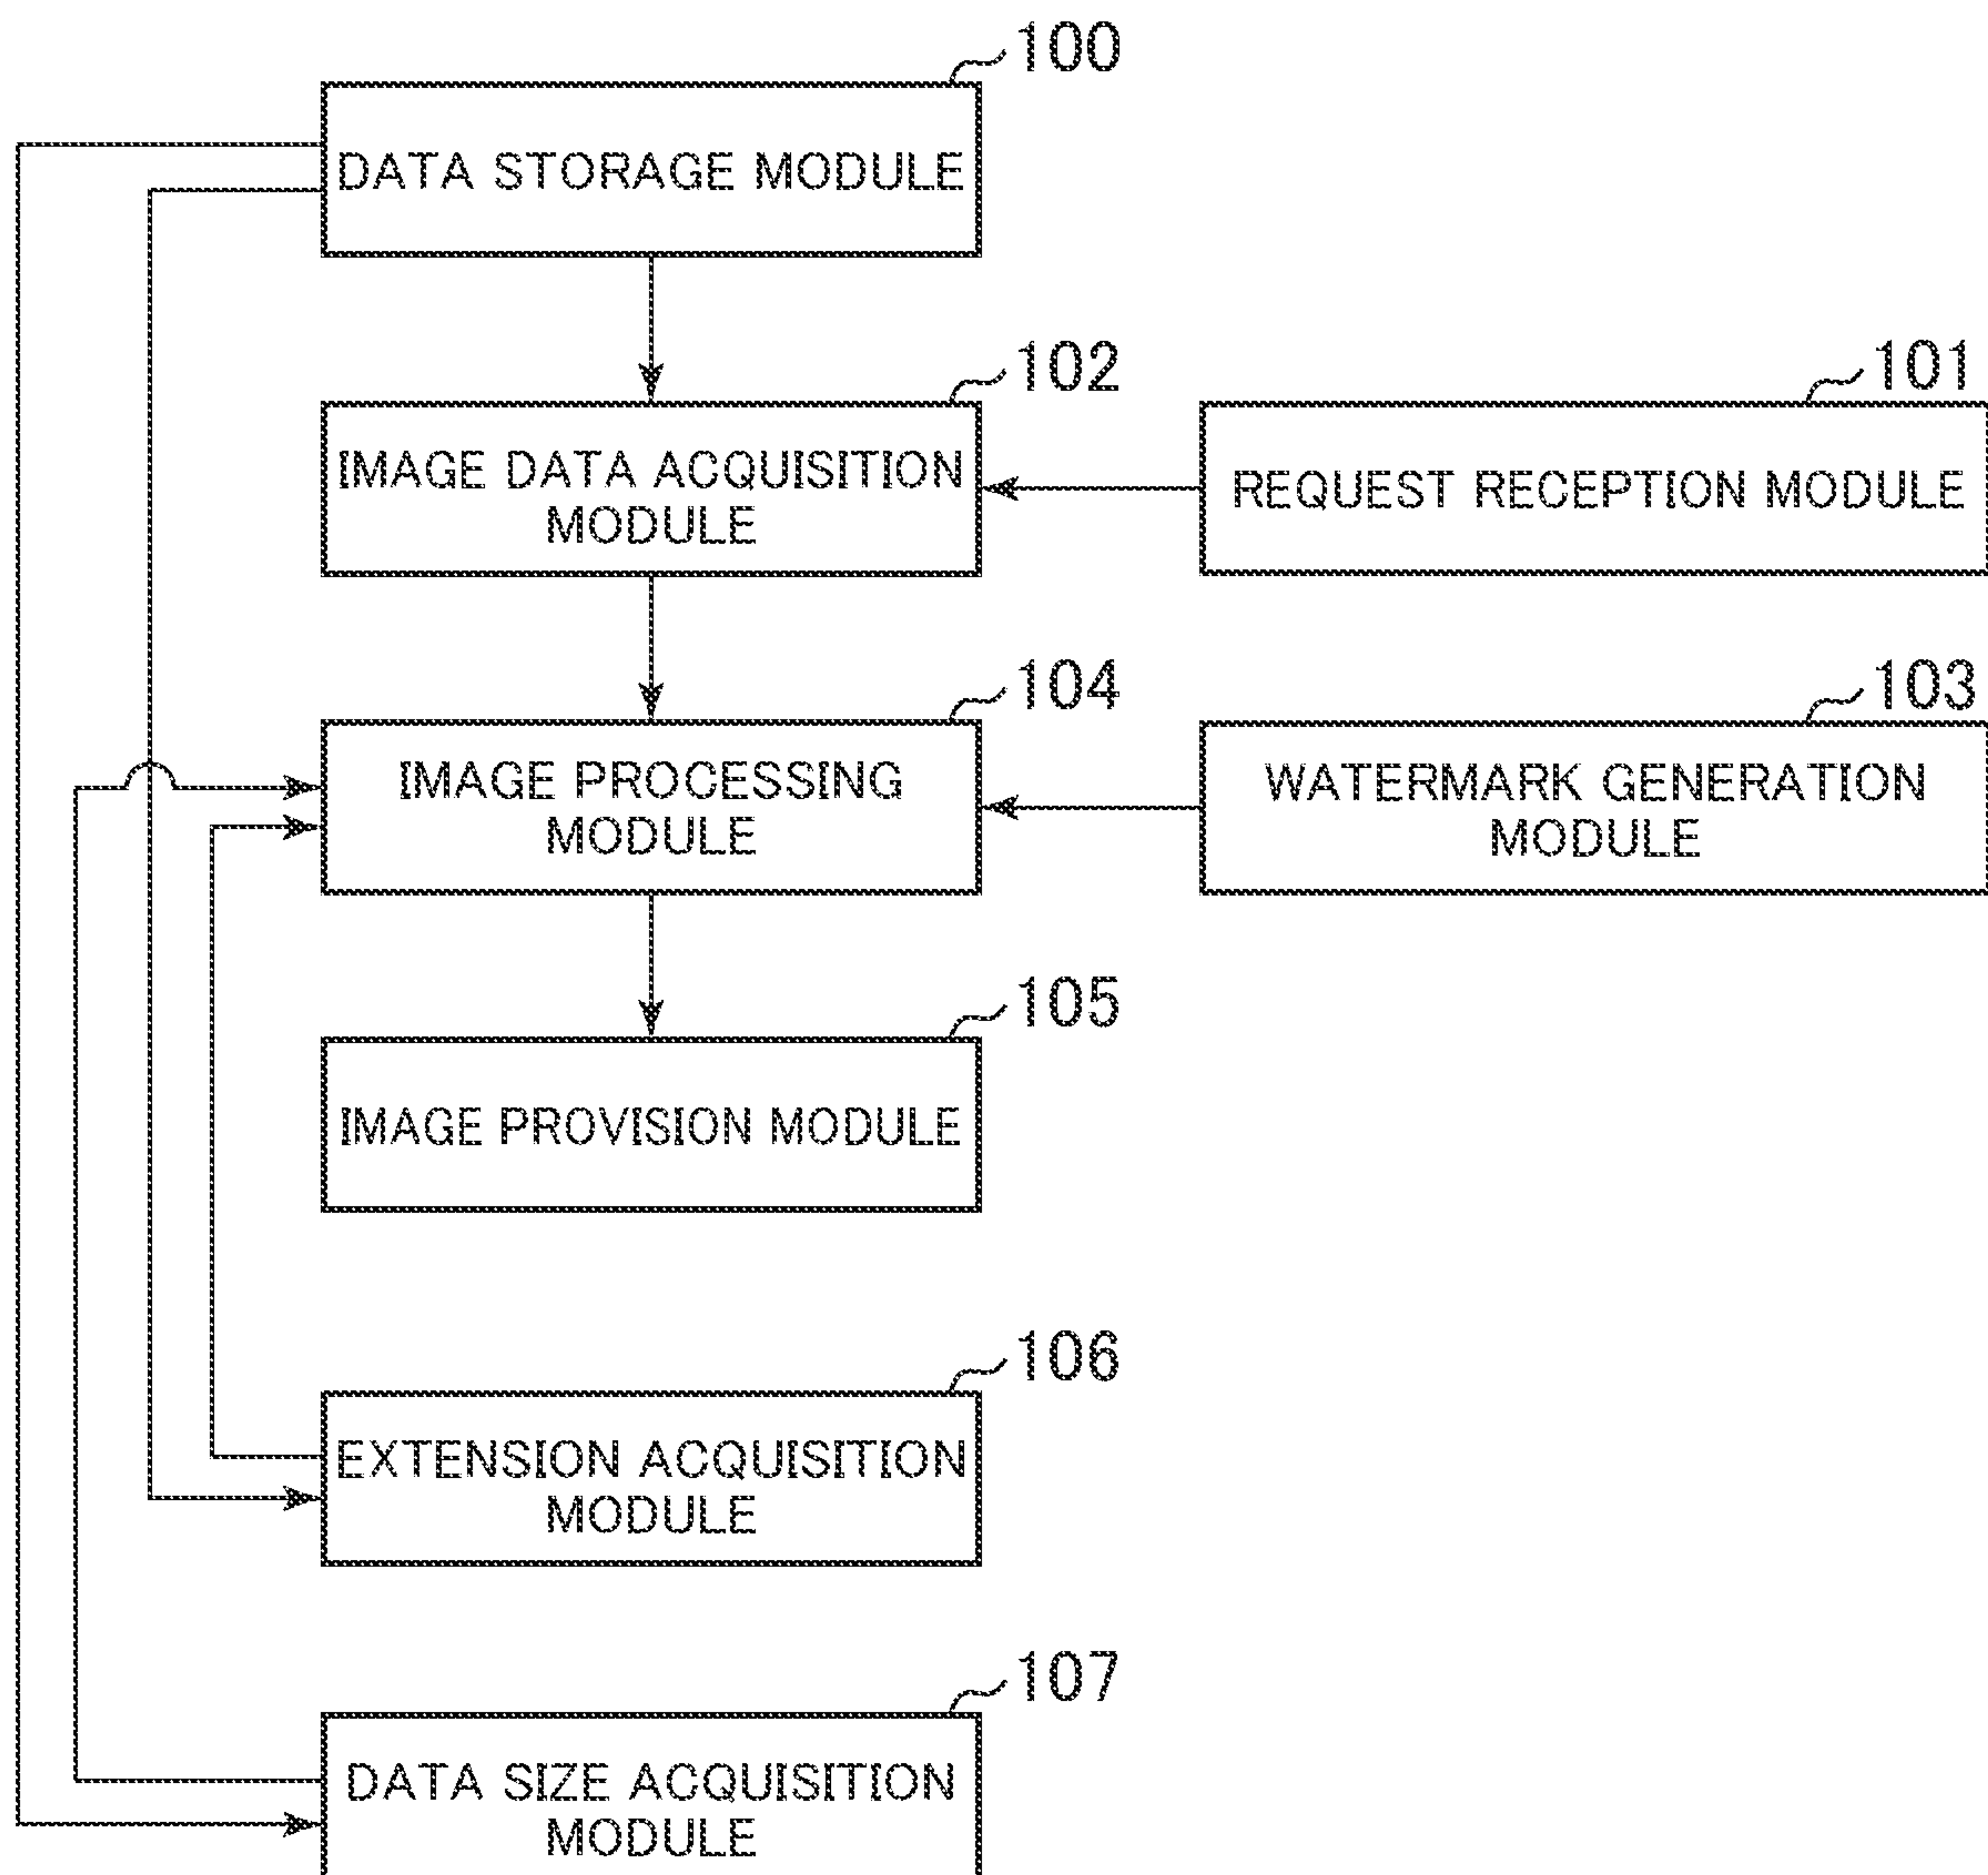 100
DATA STORAGE MODULE
102
101
IMAGE DATA ACQUISITION
MODULE
REQUEST RECEPTION MODULE
104
103
IMAGE PROCESSING
MODULE
WATERMARK GENERATION
MODULE
105
IMAGE PROVISION MODULE
106
EXTENSION ACQUISITION
MODULE
107
DATA SIZE ACQUISITION
MODULE